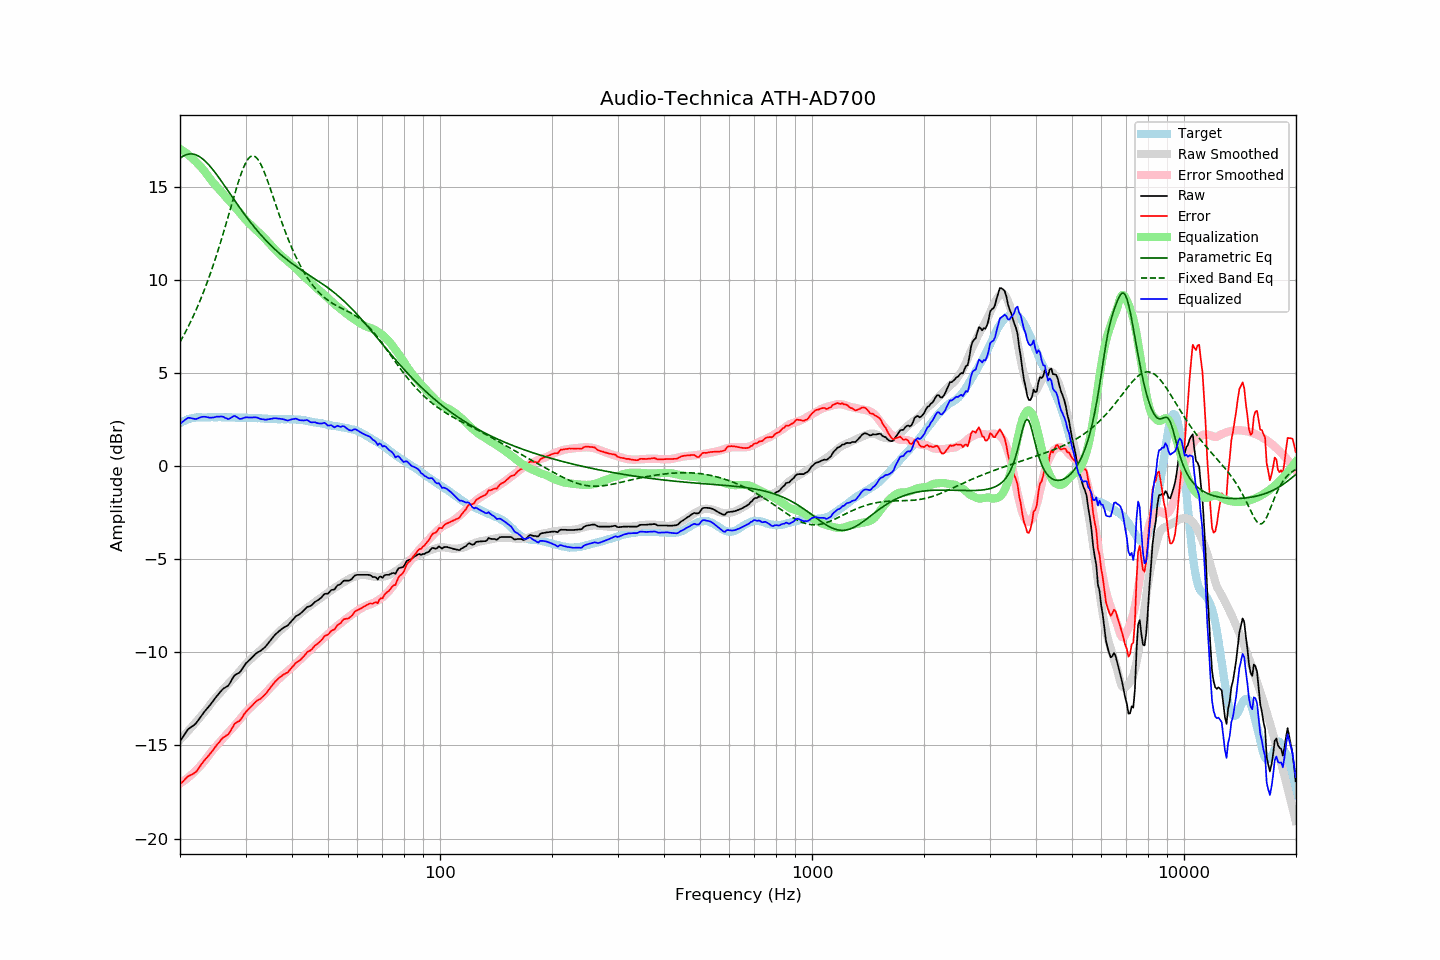 Audio-Technica ATH-AD700
Target
Raw Smoothed
Error Smoothed
Raw
Error
Equalization
Parametric Eq
Fixed Band Eq
Equalized
Amplitude (dBr)
15
10
5
0
−5
−10
−15
−20
100
1000
10000
Frequency (Hz)